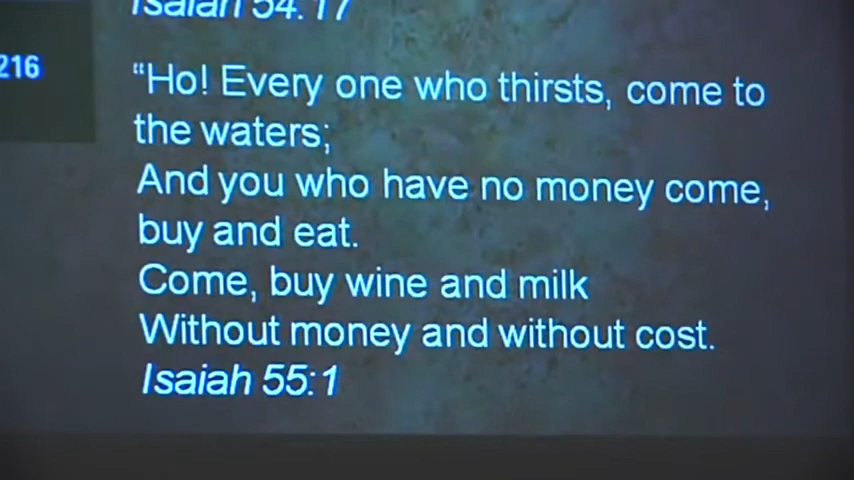 Isaiah 54:17
216
“Ho! Every one who thirsts, come to
the waters;
And you who have no money come,
buy and eat.
Come, buy wine and milk
Without money and without cost.
Isaiah 55:1